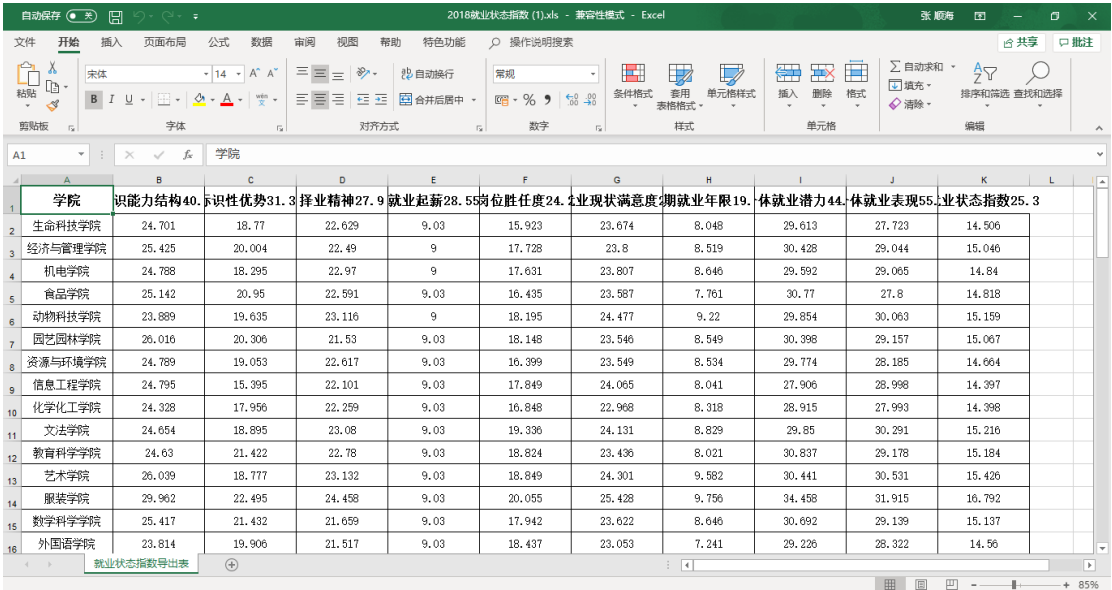 自动保存 关 2018就业状态指数 (1).xls - 兼容性模式 - Excel 张 顺海
文件 开始 插入 页面布局 公式 数据 审阅 视图 帮助 特色功能 操作说明搜索 共享 批注
宋体 14 A A 自动换行 常规 自动求和
粘贴 B I U A wén 合并后居中 % 条件格式 套用表格格式 单元格样式 插入 删除 格式 填充 清除 排序和筛选 查找和选择
剪贴板 字体 对齐方式 数字 样式 单元格 编辑
A1 fx 学院
A B C D E F G H I J K L
1 学院 识能力结构40. 标识性优势31.3 择业精神27.9 就业起薪28.55 岗位胜任度24. 业现状满意度 期就业年限19. 体就业潜力44. 体就业表现55. 业状态指数25.3
2 生命科技学院 24.701 18.77 22.629 9.03 15.923 23.674 8.048 29.613 27.723 14.506
3 经济与管理学院 25.425 20.004 22.49 9 17.728 23.8 8.519 30.428 29.044 15.046
4 机电学院 24.788 18.295 22.97 9 17.631 23.807 8.646 29.592 29.065 14.84
5 食品学院 25.142 20.95 22.591 9.03 16.435 23.587 7.761 30.77 27.8 14.818
6 动物科技学院 23.889 19.635 23.116 9 18.195 24.477 9.22 29.854 30.063 15.159
7 园艺园林学院 26.016 20.306 21.53 9.03 18.148 23.546 8.549 30.398 29.157 15.067
8 资源与环境学院 24.789 19.053 22.617 9.03 16.399 23.549 8.534 29.774 28.185 14.664
9 信息工程学院 24.795 15.395 22.101 9.03 17.849 24.065 8.041 27.906 28.998 14.397
10 化学化工学院 24.328 17.956 22.259 9.03 16.848 22.968 8.318 28.915 27.993 14.398
11 文法学院 24.654 18.895 23.08 9.03 19.336 24.131 8.829 29.85 30.291 15.216
12 教育科学学院 24.63 21.422 22.78 9.03 18.824 23.436 8.021 30.837 29.178 15.184
13 艺术学院 26.039 18.777 23.132 9.03 18.849 24.301 9.582 30.441 30.531 15.426
14 服装学院 29.962 22.495 24.458 9.03 20.055 25.428 9.756 34.458 31.915 16.792
15 数学科学学院 25.417 21.432 21.659 9.03 17.942 23.622 8.646 30.692 29.139 15.137
16 外国语学院 23.814 19.906 21.517 9.03 18.437 23.053 7.241 29.226 28.322 14.56
就业状态指数导出表
85%